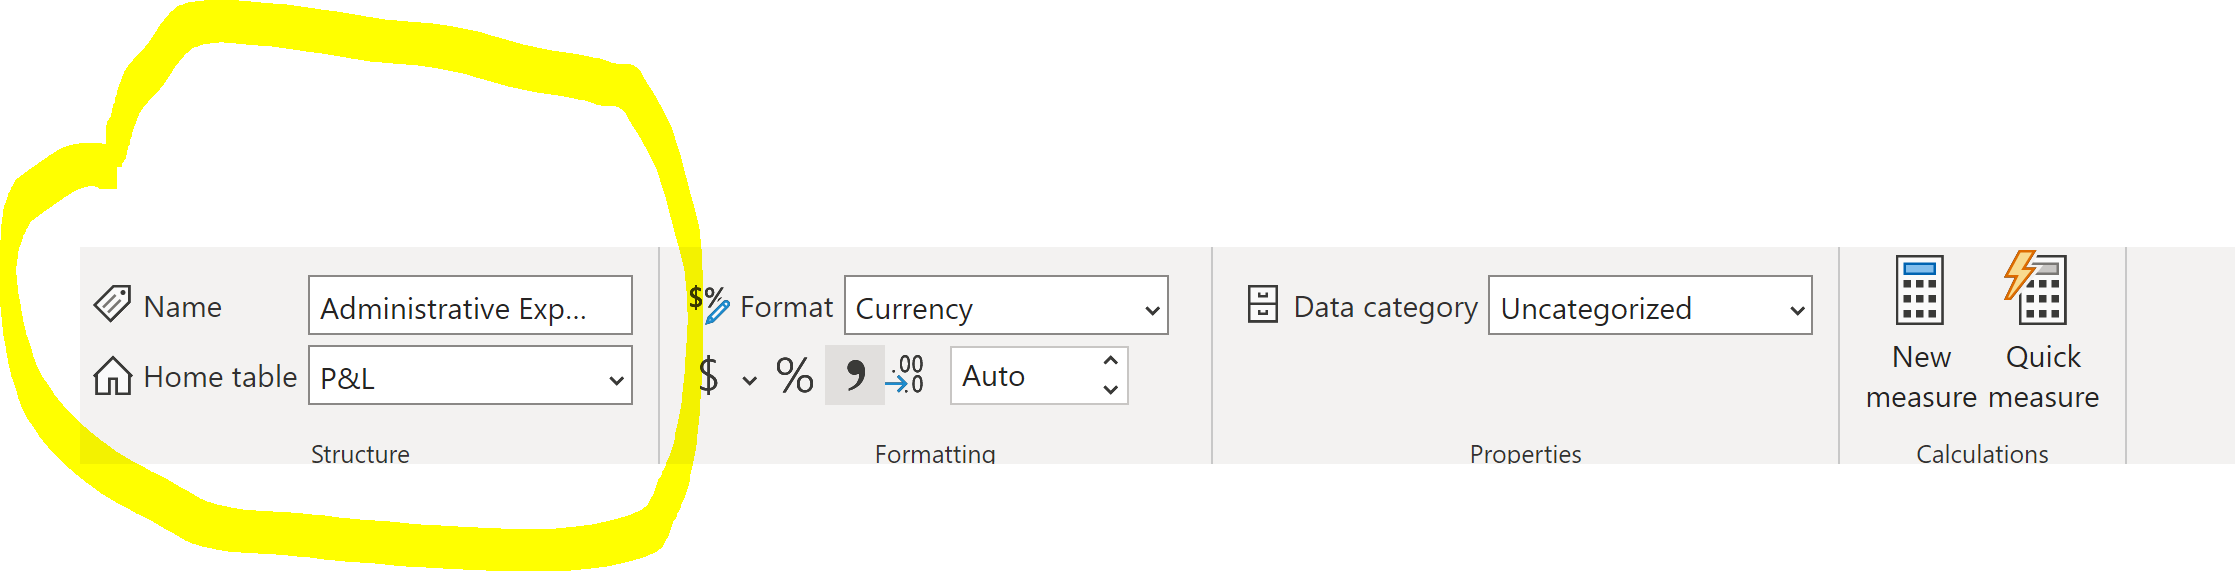 Name Administrative Exp...
Home table P&L
Structure
$% Format Currency
$ % , .00 .0 Auto
Formatting
Data category Uncategorized
Properties
New measure
Quick measure
Calculations